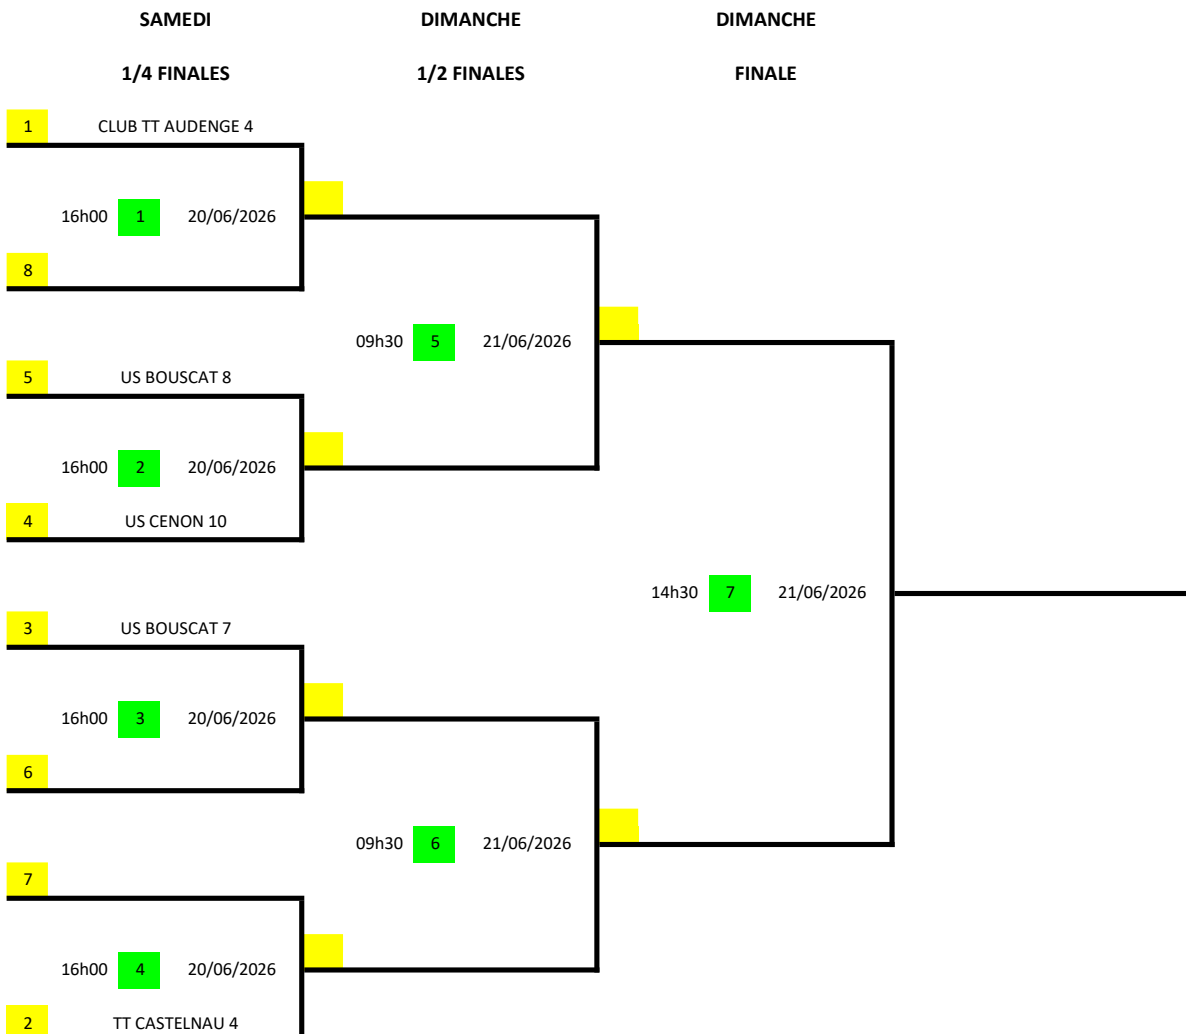 SAMEDI DIMANCHE DIMANCHE
1/4 FINALES 1/2 FINALES FINALE
1 CLUB TT AUDENGE 4
16h00 1 20/06/2026
8
09h30 5 21/06/2026
5 US BOUSCAT 8
16h00 2 20/06/2026
4 US CENON 10
14h30 7 21/06/2026
3 US BOUSCAT 7
16h00 3 20/06/2026
6
09h30 6 21/06/2026
7
16h00 4 20/06/2026
2 TT CASTELNAU 4